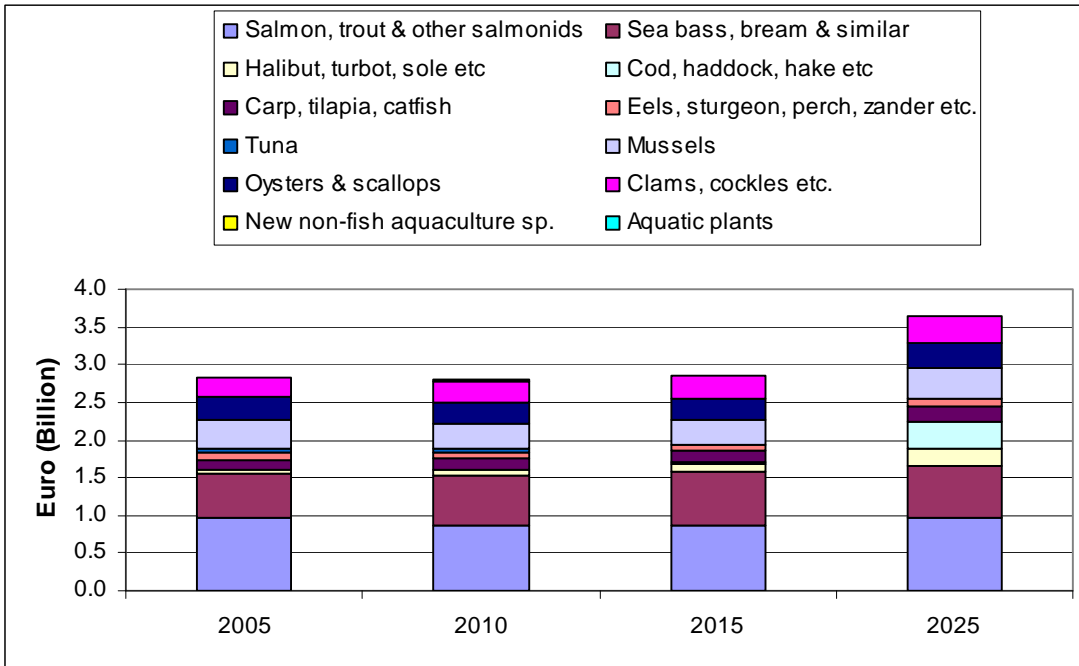 Salmon, trout & other salmonids Sea bass, bream & similar
Halibut, turbot, sole etc Cod, haddock, hake etc
Carp, tilapia, catfish Eels, sturgeon, perch, zander etc.
Tuna Mussels
Oysters & scallops Clams, cockles etc.
New non-fish aquaculture sp. Aquatic plants
4.0
3.5
3.0
2.5
2.0
1.5
1.0
0.5
0.0
Euro (Billion)
2005 2010 2015 2025